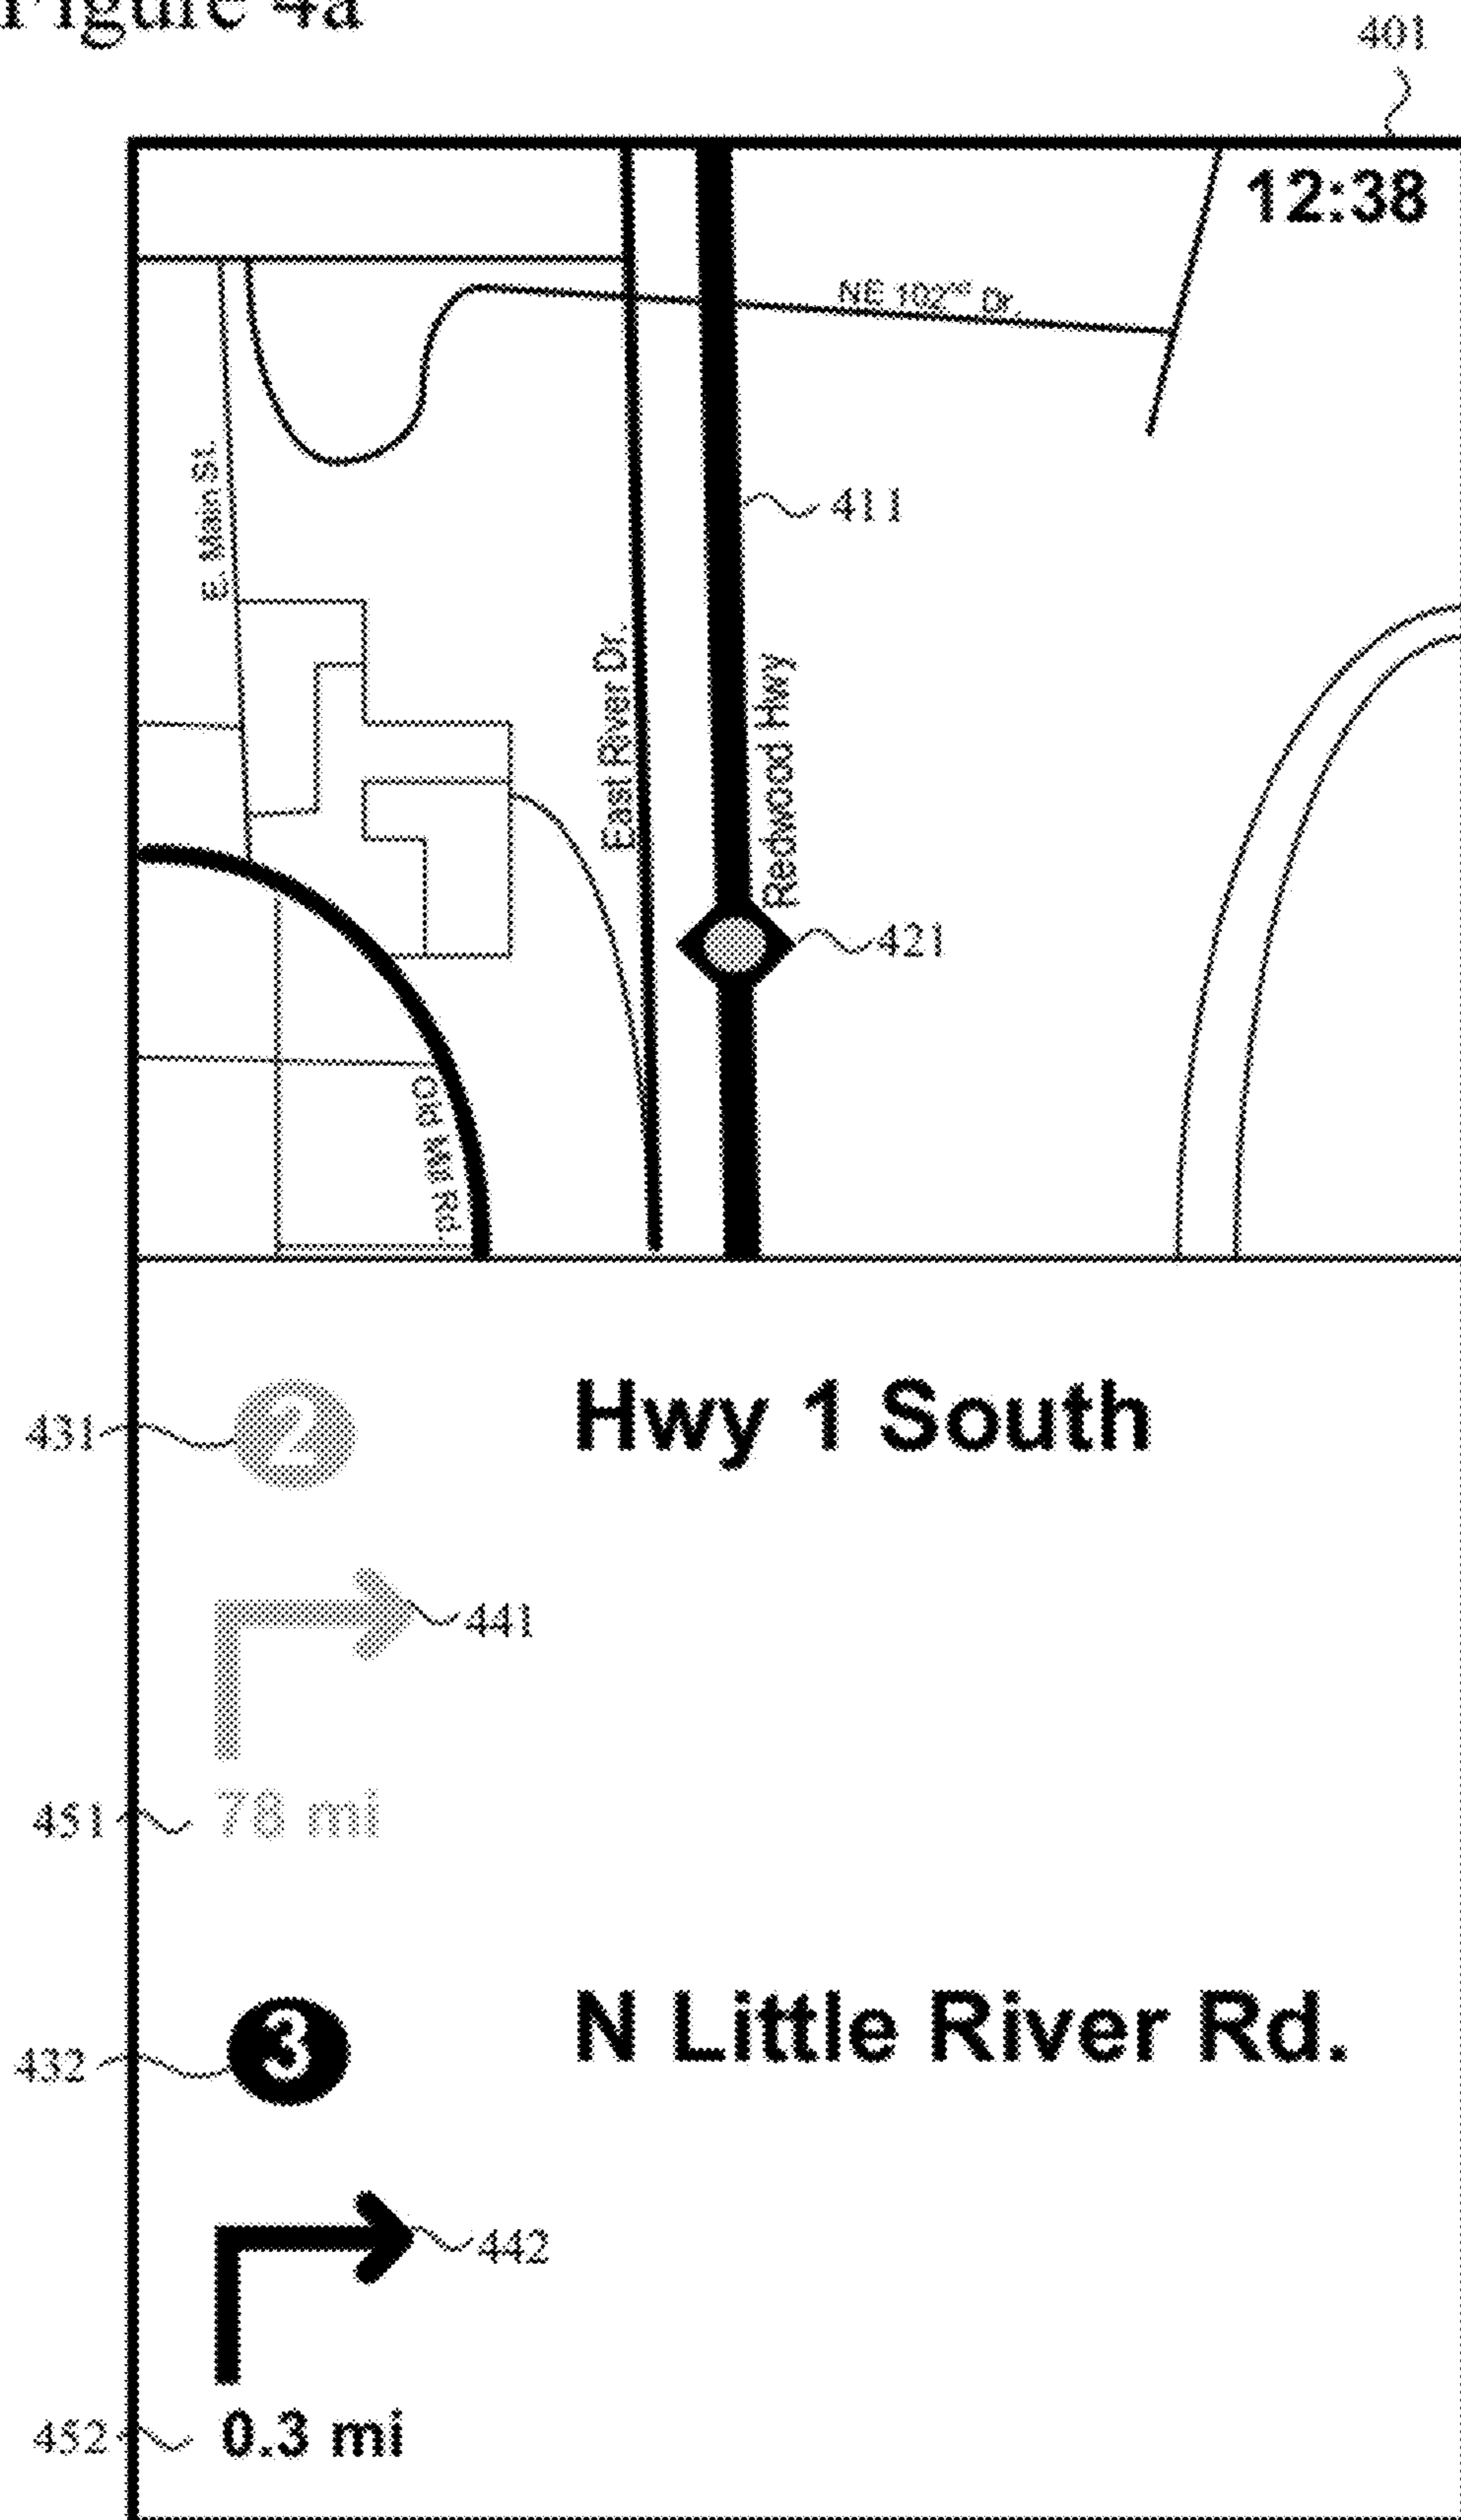 Figure 4a
401
12:38
NE 102nd Dr.
E. Main St.
411
East River Dr.
Redwood Hwy
421
Old Mill Rd.
431
2
Hwy 1 South
441
451
78 mi
3
N Little River Rd.
432
442
452
0.3 mi